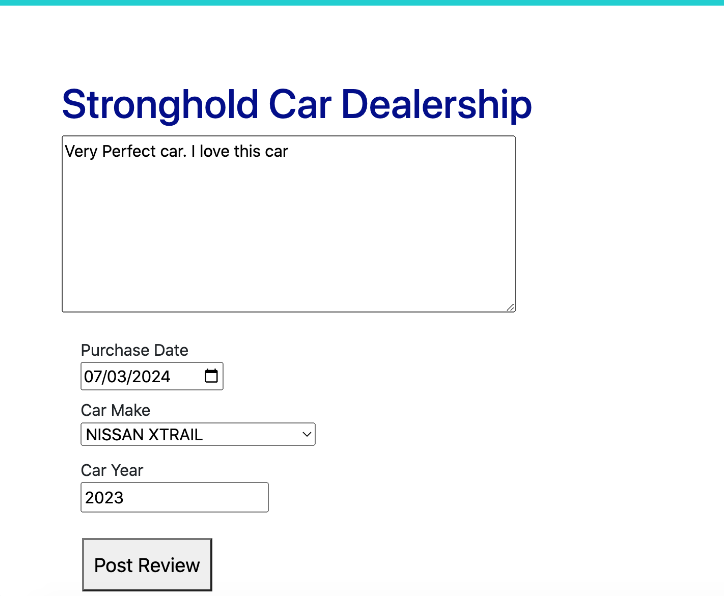 Stronghold Car Dealership
Very Perfect car. I love this car
Purchase Date
07/03/2024
Car Make
NISSAN XTRAIL
Car Year
2023
Post Review